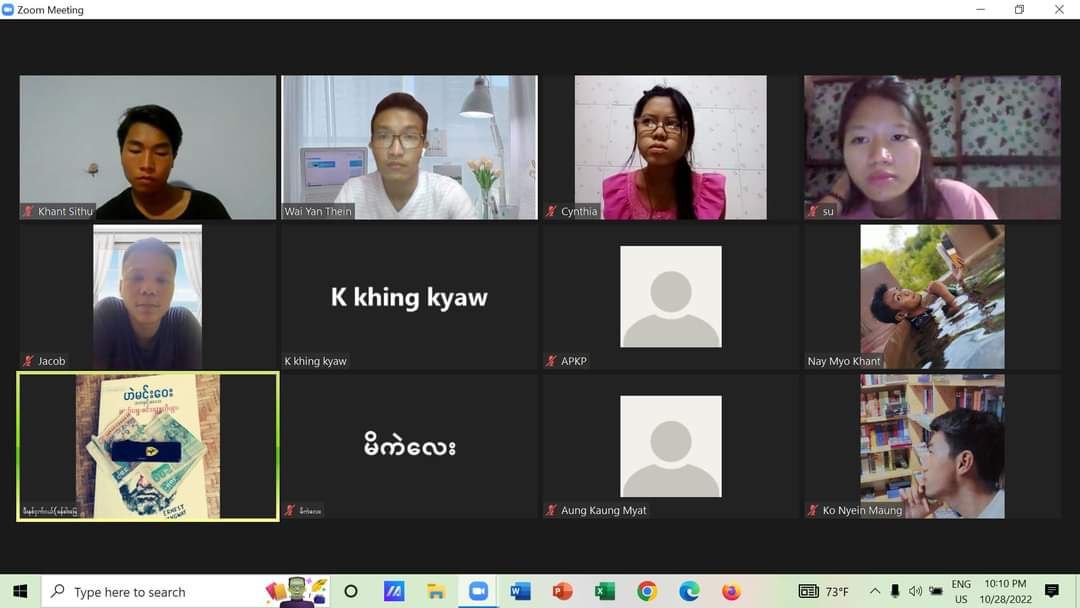 Zoom Meeting
Khant Sithu
Wai Yan Thein
Cynthia
su
Jacob
K khing kyaw
K khing kyaw
APKP
Nay Myo Khant
ဟဲမင်းဝေး
ERNEST
မိကဲလေး
မိကဲလေး
Aung Kaung Myat
Ko Nyein Maung
Type here to search
73°F
ENG
US
10:10 PM
10/28/2022